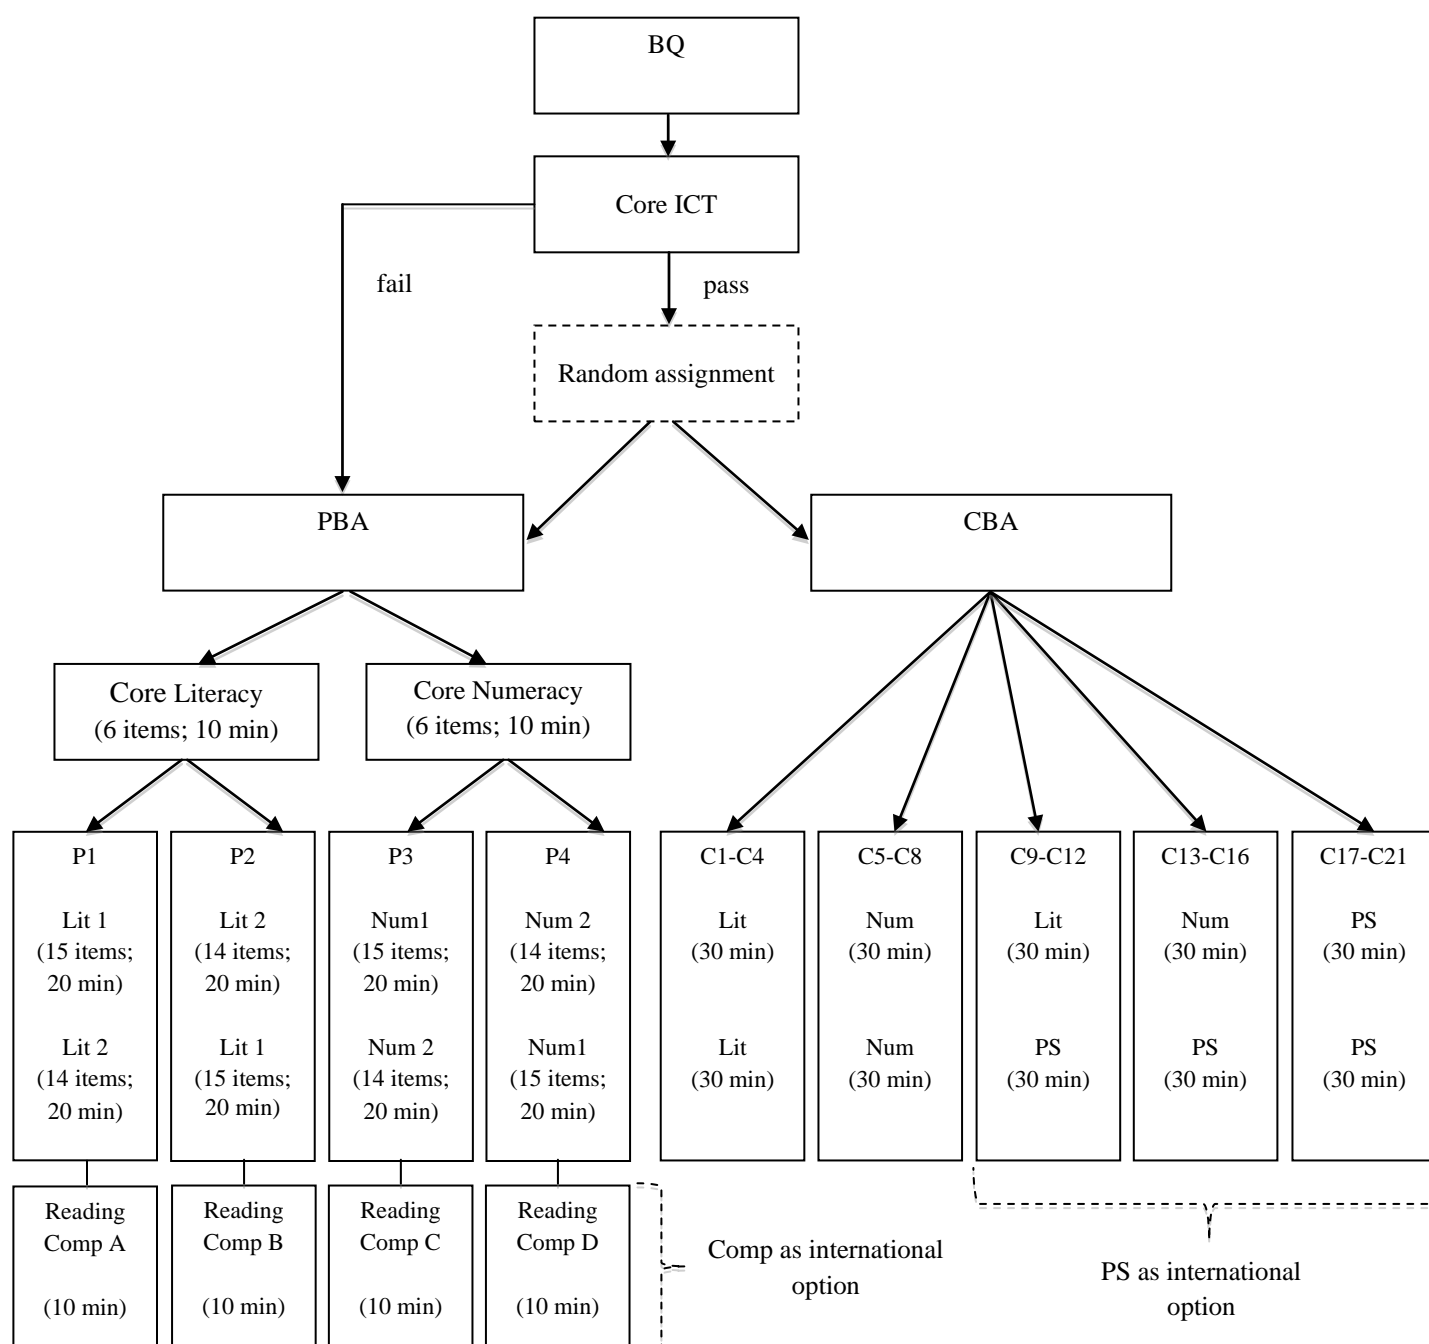 BQ
Core ICT
fail
pass
Random assignment
PBA
CBA
Core Literacy
(6 items; 10 min)
Core Numeracy
(6 items; 10 min)
P1
Lit 1
(15 items;
20 min)
Lit 2
(14 items;
20 min)
P2
Lit 2
(14 items;
20 min)
Lit 1
(15 items;
20 min)
P3
Num1
(15 items;
20 min)
Num 2
(14 items;
20 min)
P4
Num 2
(14 items;
20 min)
Num1
(15 items;
20 min)
C1-C4
Lit
(30 min)
Lit
(30 min)
C5-C8
Num
(30 min)
Num
(30 min)
C9-C12
Lit
(30 min)
PS
(30 min)
C13-C16
Num
(30 min)
PS
(30 min)
C17-C21
PS
(30 min)
PS
(30 min)
Reading
Comp A
(10 min)
Reading
Comp B
(10 min)
Reading
Comp C
(10 min)
Reading
Comp D
(10 min)
Comp as international
option
PS as international
option